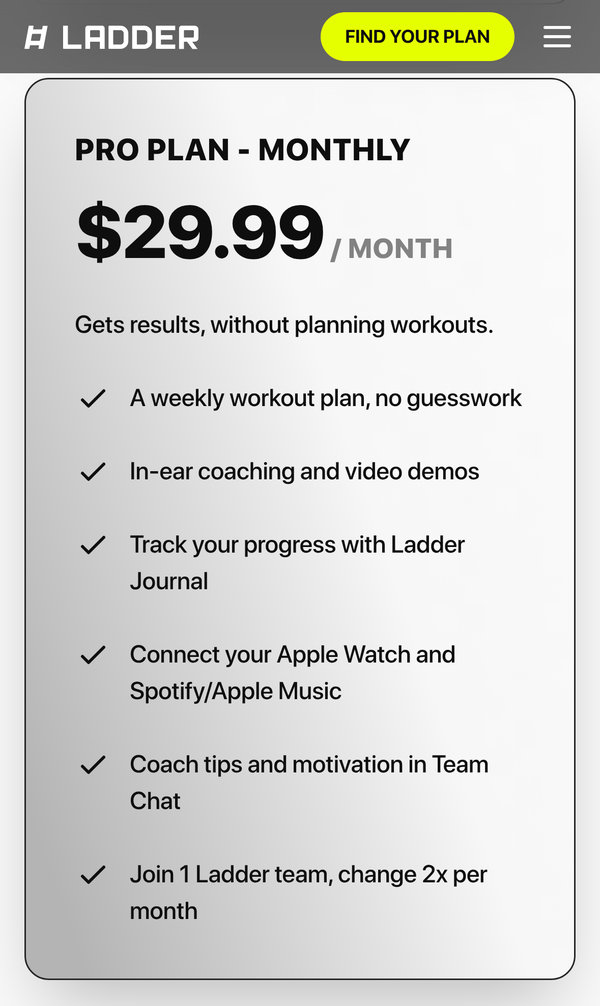 LADDER
FIND YOUR PLAN
PRO PLAN - MONTHLY
$29.99 / MONTH
Gets results, without planning workouts.
A weekly workout plan, no guesswork
In-ear coaching and video demos
Track your progress with Ladder
Journal
Connect your Apple Watch and
Spotify/Apple Music
Coach tips and motivation in Team
Chat
Join 1 Ladder team, change 2x per
month